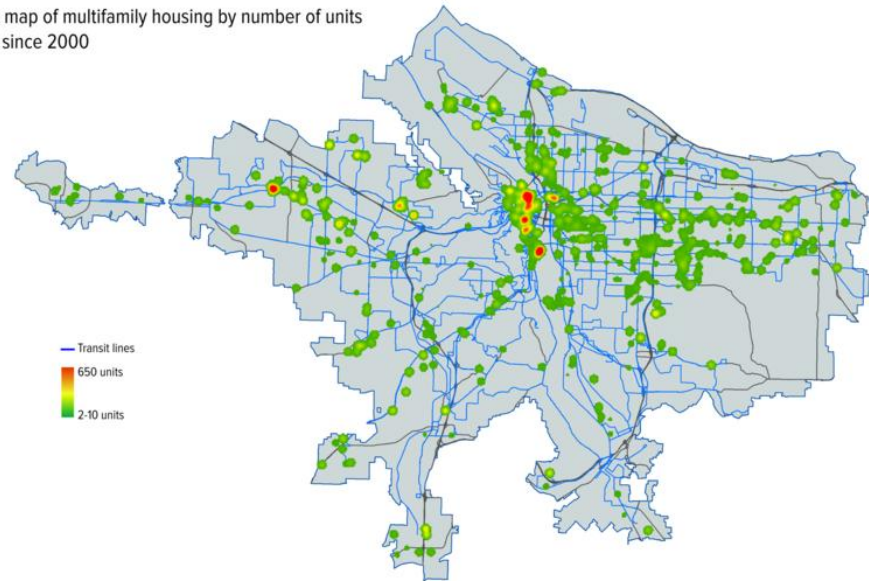 map of multifamily housing by number of units
since 2000
Transit lines
650 units
2-10 units